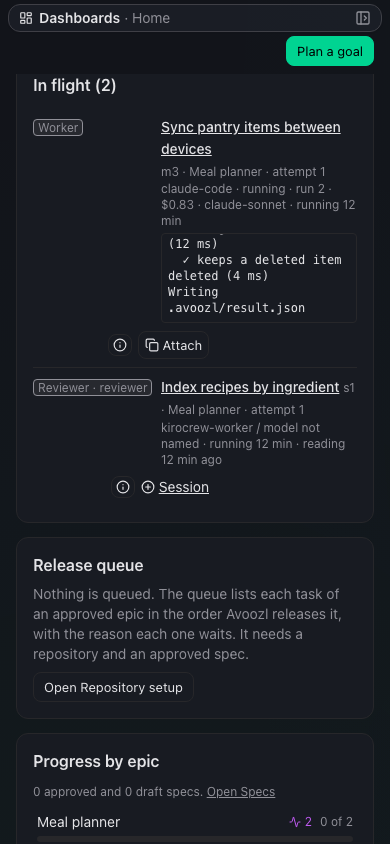 Dashboards · Home
Plan a goal
In flight (2)
Worker
Sync pantry items between
devices
m3 · Meal planner · attempt 1
claude-code · running · run 2 ·
$0.83 · claude-sonnet · running 12
min
(12 ms)
✓ keeps a deleted item
deleted (4 ms)
Writing
.avoozl/result.json
Attach
Reviewer · reviewer
Index recipes by ingredient s1
· Meal planner · attempt 1
kirocrew-worker / model not
named · running 12 min · reading
12 min ago
Session
Release queue
Nothing is queued. The queue lists each task of
an approved epic in the order Avoozl releases it,
with the reason each one waits. It needs a
repository and an approved spec.
Open Repository setup
Progress by epic
0 approved and 0 draft specs. Open Specs
Meal planner 2 0 of 2